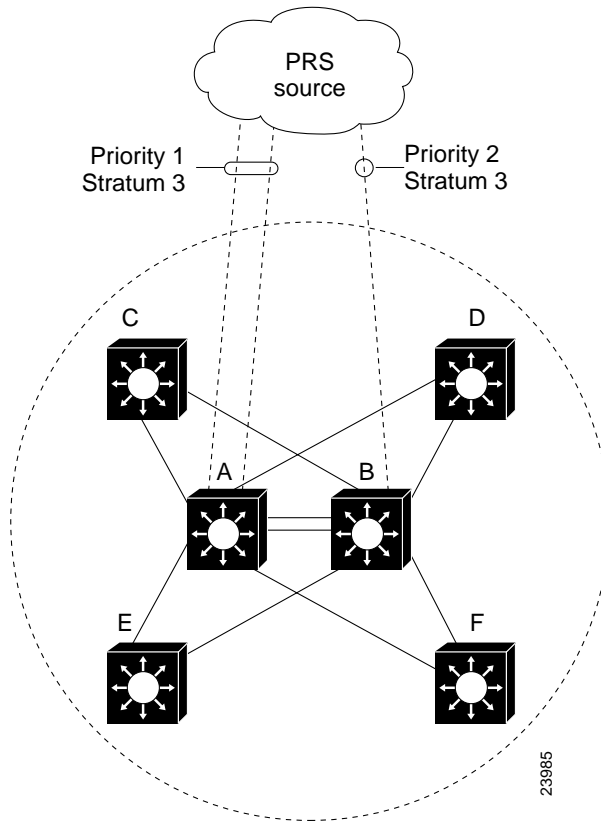 PRS
source
Priority 1
Stratum 3
Priority 2
Stratum 3
C
D
A
B
E
F
23985